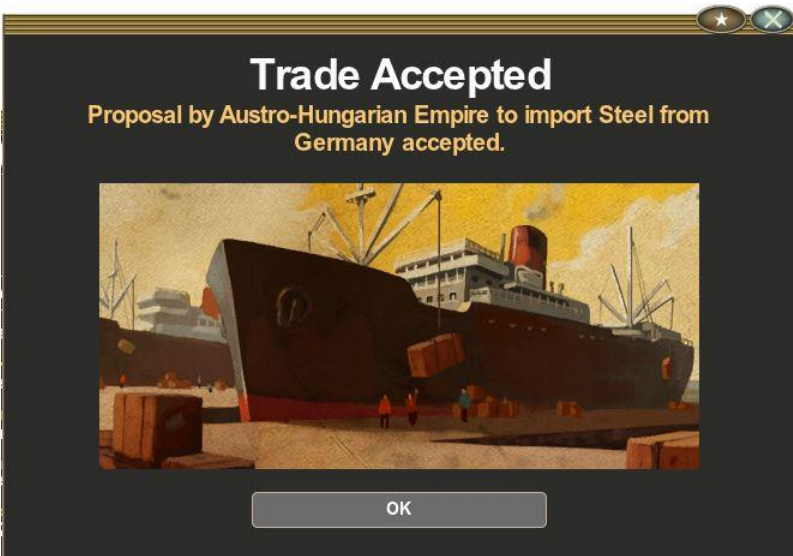 Trade Accepted
Proposal by Austro-Hungarian Empire to import Steel from
Germany accepted.
OK